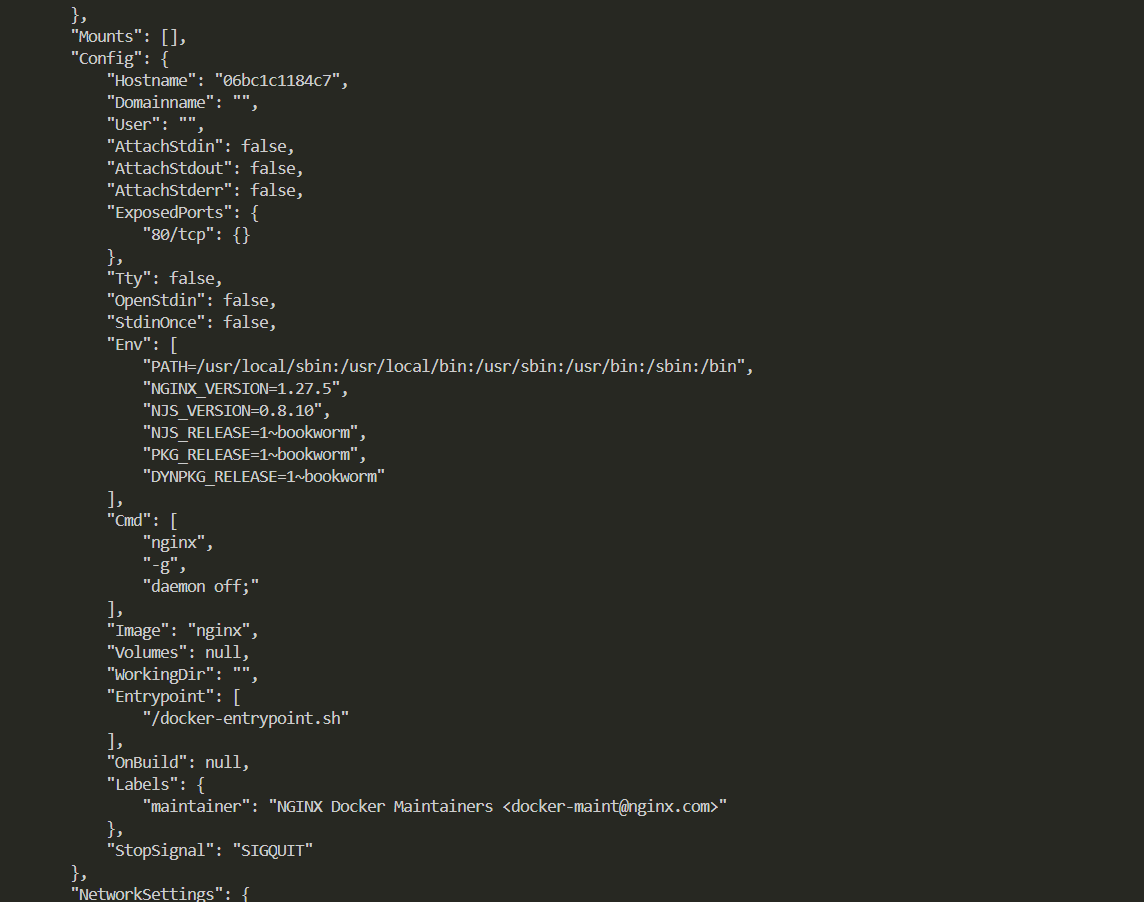 },
"Mounts": [],
"Config": {
"Hostname": "06bc1c1184c7",
"Domainname": "",
"User": "",
"AttachStdin": false,
"AttachStdout": false,
"AttachStderr": false,
"ExposedPorts": {
"80/tcp": {}
},
"Tty": false,
"OpenStdin": false,
"StdinOnce": false,
"Env": [
"PATH=/usr/local/sbin:/usr/local/bin:/usr/sbin:/usr/bin:/sbin:/bin",
"NGINX_VERSION=1.27.5",
"NJS_VERSION=0.8.10",
"NJS_RELEASE=1~bookworm",
"PKG_RELEASE=1~bookworm",
"DYNPKG_RELEASE=1~bookworm"
],
"Cmd": [
"nginx",
"-g",
"daemon off;"
],
"Image": "nginx",
"Volumes": null,
"WorkingDir": "",
"Entrypoint": [
"/docker-entrypoint.sh"
],
"OnBuild": null,
"Labels": {
"maintainer": "NGINX Docker Maintainers <docker-maint@nginx.com>"
},
"StopSignal": "SIGQUIT"
},
"NetworkSettings": {